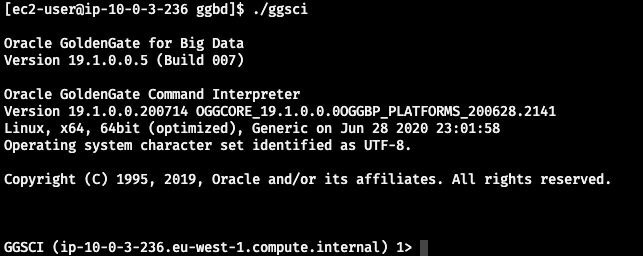 [ec2-user@ip-10-0-3-236 ggbd]$ ./ggsci
Oracle GoldenGate for Big Data
Version 19.1.0.0.5 (Build 007)
Oracle GoldenGate Command Interpreter
Version 19.1.0.0.200714 OGGCORE_19.1.0.0.0OGGBP_PLATFORMS_200628.2141
Linux, x64, 64bit (optimized), Generic on Jun 28 2020 23:01:58
Operating system character set identified as UTF-8.
Copyright (C) 1995, 2019, Oracle and/or its affiliates. All rights reserved.
GGSCI (ip-10-0-3-236.eu-west-1.compute.internal) 1>